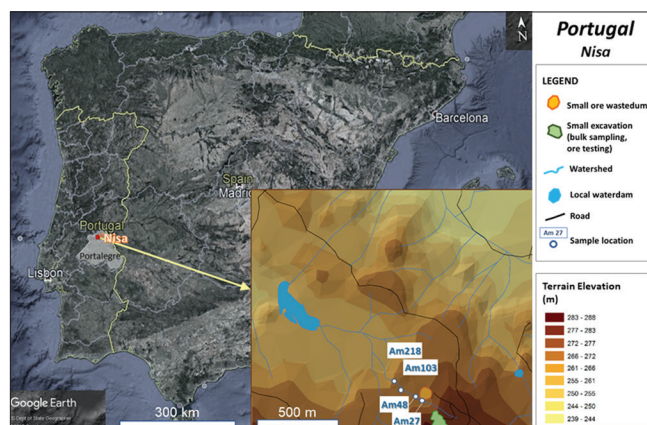 N
Barcelona
Spain
Madrid
Portugal
Nisa
Portalegre
Lisbon
Google Earth
300 km
Am218
Am103
Am48
Am27
500 m
Portugal
Nisa
LEGEND
Small ore wastedum
Small excavation
(bulk sampling,
ore testing)
Watershed
Local waterdam
Road
Am 27
Sample location
Terrain Elevation
(m)
283 - 288
277 - 283
272 - 277
266 - 272
261 - 266
255 - 261
250 - 255
244 - 250
239 - 244